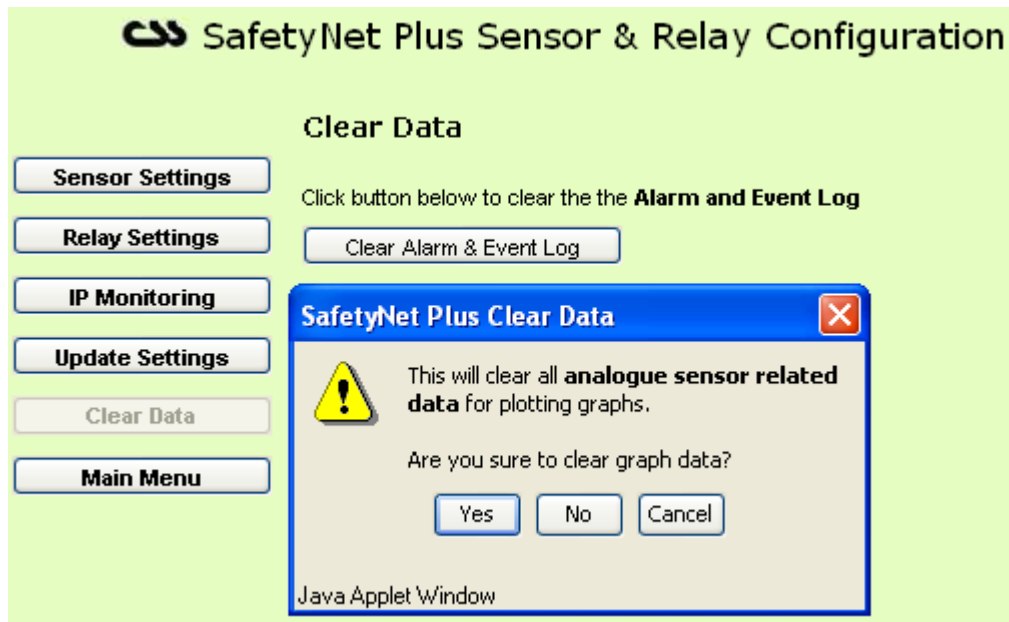 CSS SafetyNet Plus Sensor & Relay Configuration
Clear Data
Sensor Settings
Click button below to clear the the Alarm and Event Log
Relay Settings
Clear Alarm & Event Log
IP Monitoring
SafetyNet Plus Clear Data
Update Settings
This will clear all analogue sensor related
data for plotting graphs.
Clear Data
Are you sure to clear graph data?
Main Menu
Yes No Cancel
Java Applet Window